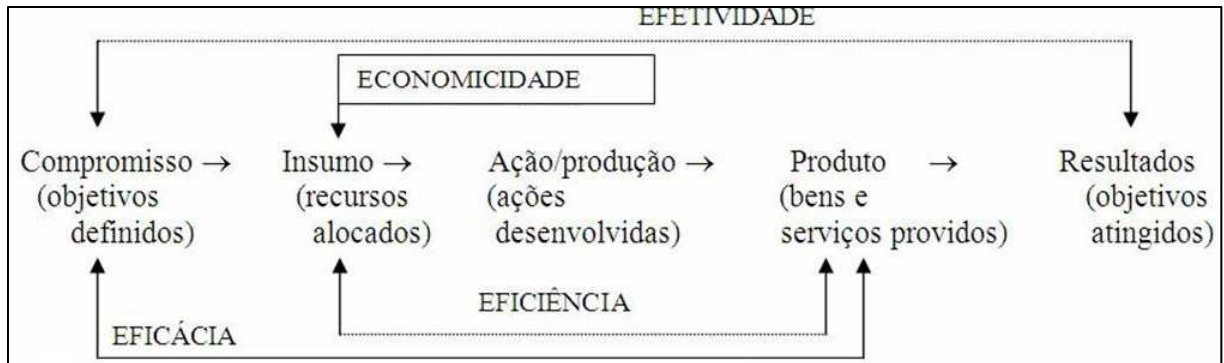 EFETIVIDADE
ECONOMICIDADE
Compromisso → Insumo → Ação/produção → Produto → Resultados
(objetivos (recursos (ações (bens e (objetivos
definidos) alocados) desenvolvidas) serviços providos) atingidos)
EFICIÊNCIA
EFICÁCIA